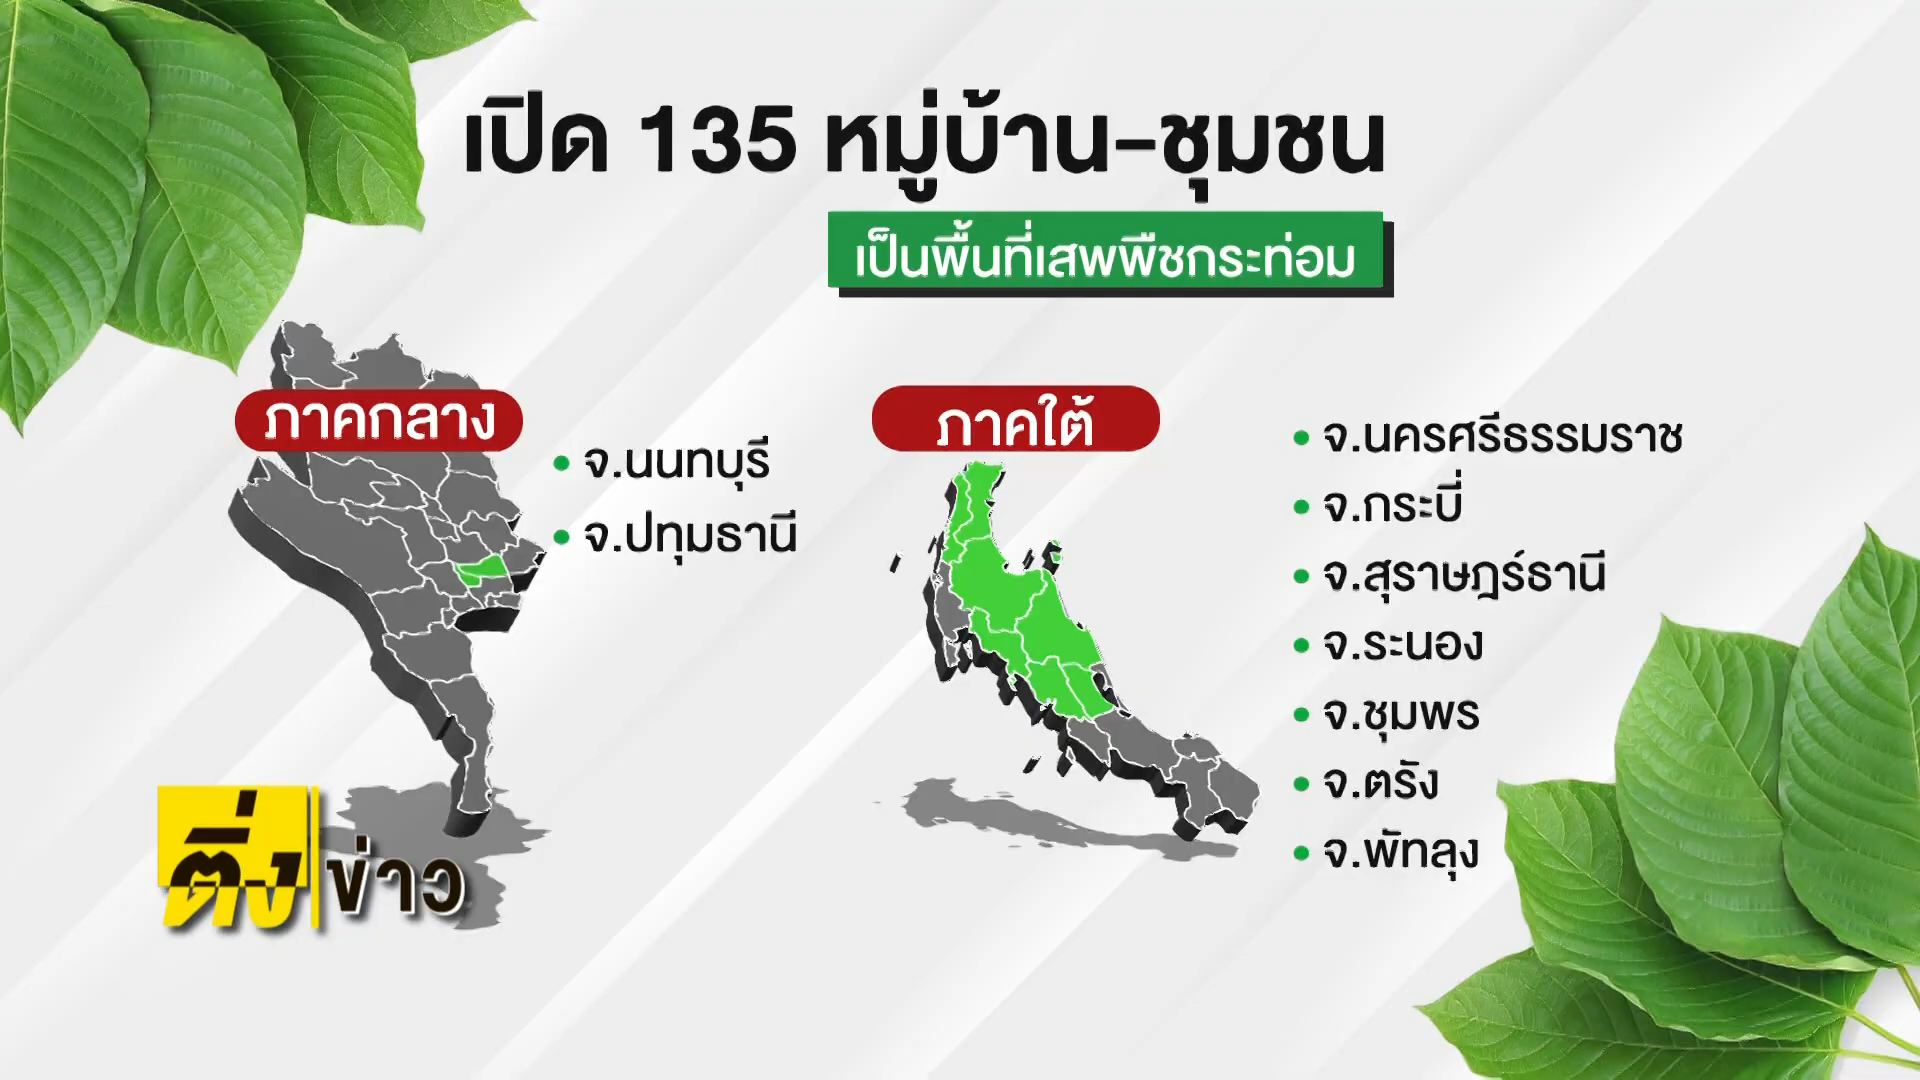 เปิด 135 หมู่บ้าน-ชุมชน
เป็นพื้นที่เสพพืชกระท่อม
ภาคกลาง
จ.นนทบุรี
จ.ปทุมธานี
ภาคใต้
จ.นครศรีธรรมราช
จ.กระบี่
จ.สุราษฎร์ธานี
จ.ระนอง
จ.ชุมพร
จ.ตรัง
จ.พัทลุง
ติ่งข่าว